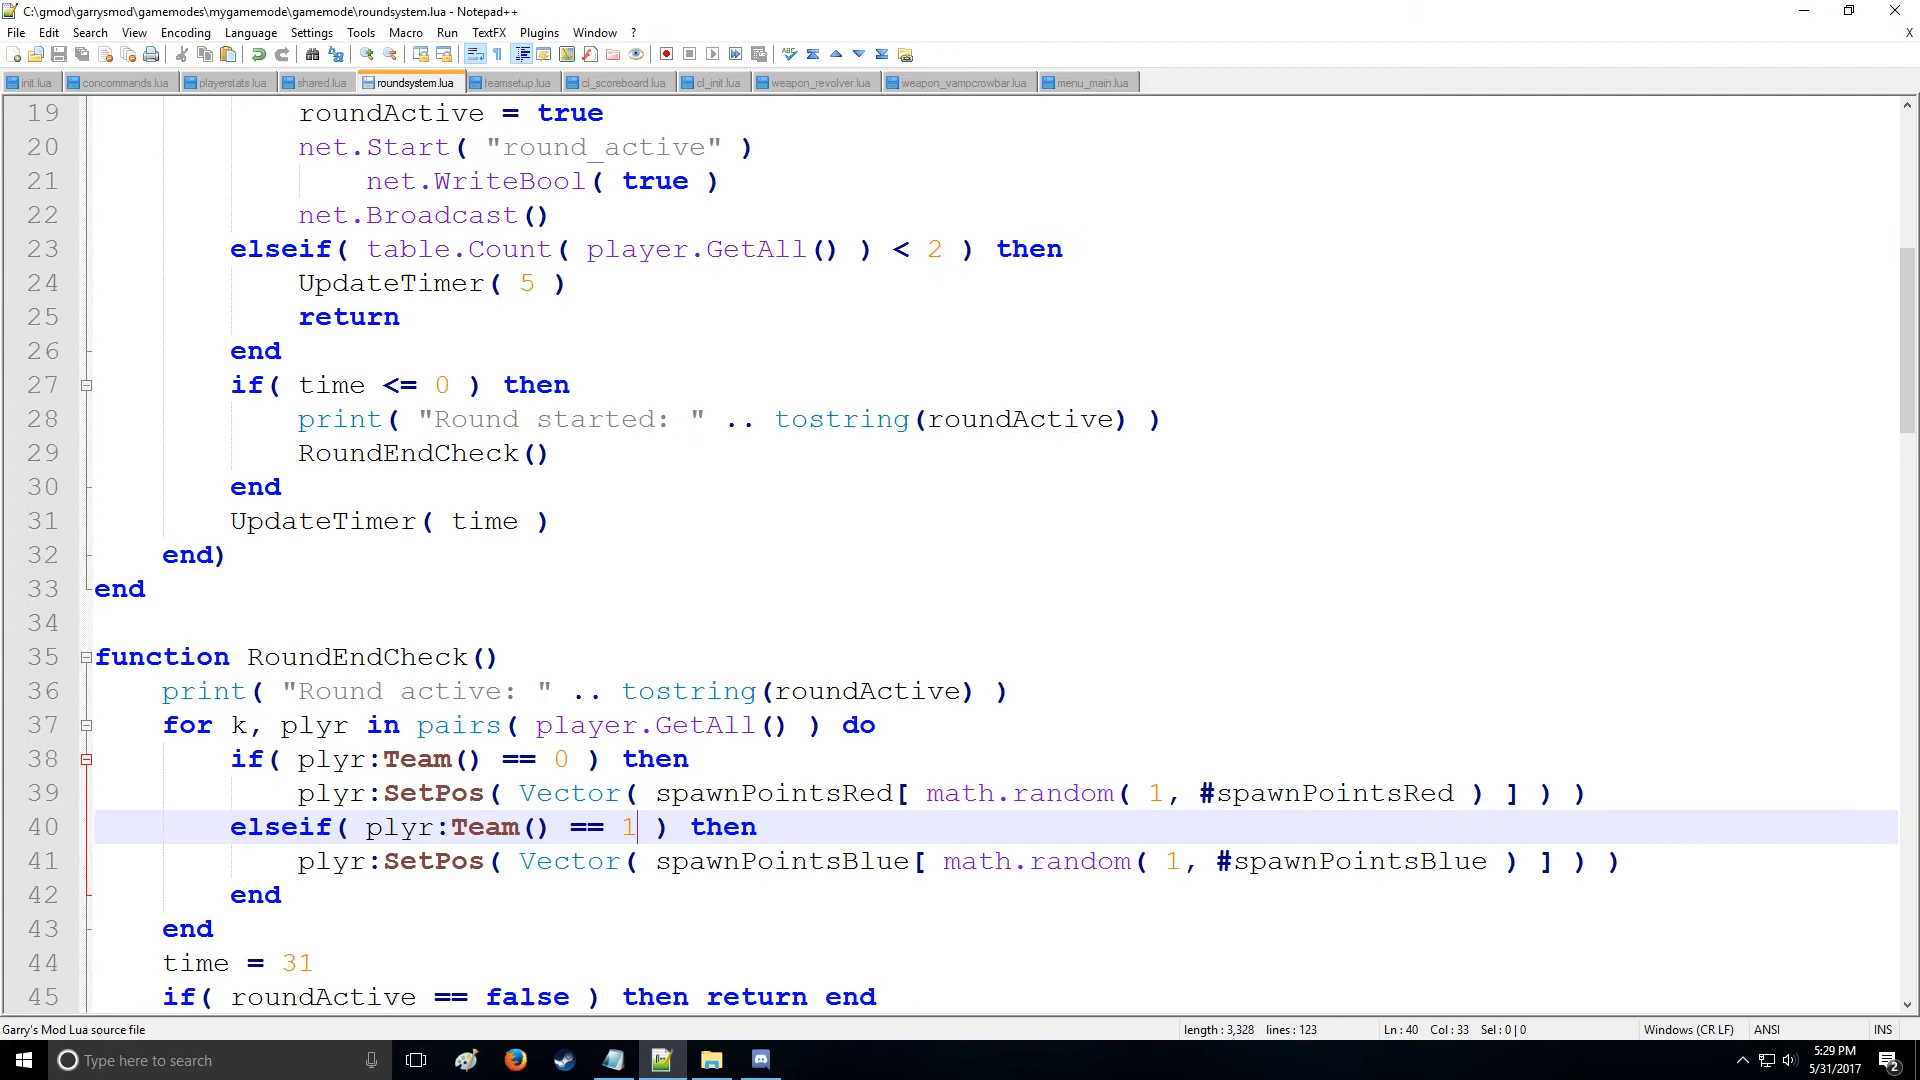 C:\gmod\garrysmod\gamemodes\mygamemode\gamemode\roundsystem.lua - Notepad++
File Edit Search View Encoding Language Settings Tools Macro Run TextFX Plugins Window ? X
init.lua concommands.lua playerstats.lua shared.lua roundsystem.lua teamsetup.lua cl_scoreboard.lua cl_init.lua weapon_revolver.lua weapon_vampcrowbar.lua menu_main.lua
19 roundActive = true
20 net.Start( "round_active" )
21 net.WriteBool( true )
22 net.Broadcast()
23 elseif( table.Count( player.GetAll() ) < 2 ) then
24 UpdateTimer( 5 )
25 return
26 end
27 if( time <= 0 ) then
28 print( "Round started: " .. tostring(roundActive) )
29 RoundEndCheck()
30 end
31 UpdateTimer( time )
32 end)
33 end
34
35 function RoundEndCheck()
36 print( "Round active: " .. tostring(roundActive) )
37 for k, plyr in pairs( player.GetAll() ) do
38 if( plyr:Team() == 0 ) then
39 plyr:SetPos( Vector( spawnPointsRed[ math.random( 1, #spawnPointsRed ) ] ) )
40 elseif( plyr:Team() == 1 ) then
41 plyr:SetPos( Vector( spawnPointsBlue[ math.random( 1, #spawnPointsBlue ) ] ) )
42 end
43 end
44 time = 31
45 if( roundActive == false ) then return end
Garry's Mod Lua source file length : 3,328 lines : 123 Ln : 40 Col : 33 Sel : 0 | 0 Windows (CR LF) ANSI INS
Type here to search 5:29 PM
5/31/2017 2